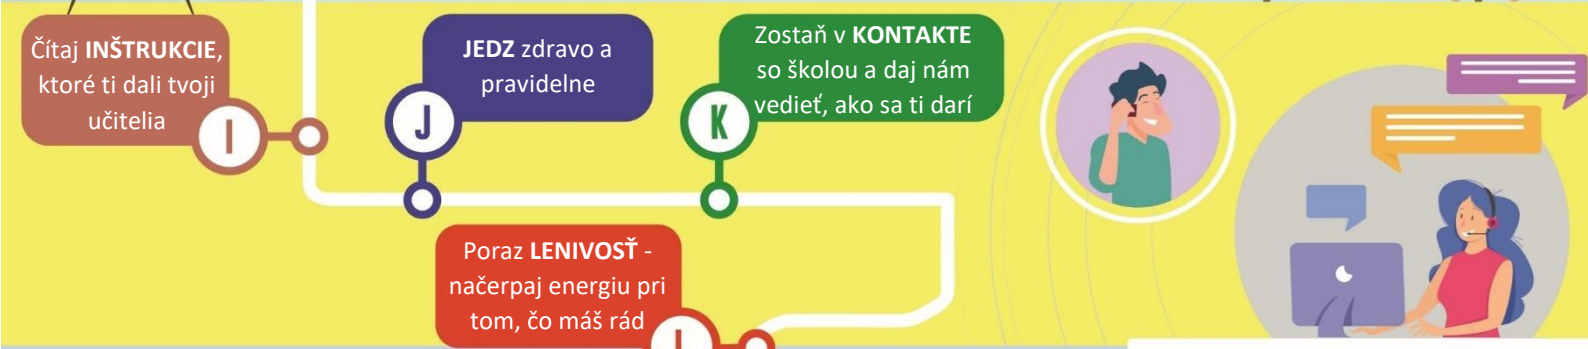 Čítaj INŠTRUKCIE,
ktoré ti dali tvoji
učitelia
I
JEDZ zdravo a
pravidelne
J
Zostaň v KONTAKTE
so školou a daj nám
vedieť, ako sa ti darí
K
Poraz LENIVOSŤ -
načerpaj energiu pri
tom, čo máš rád